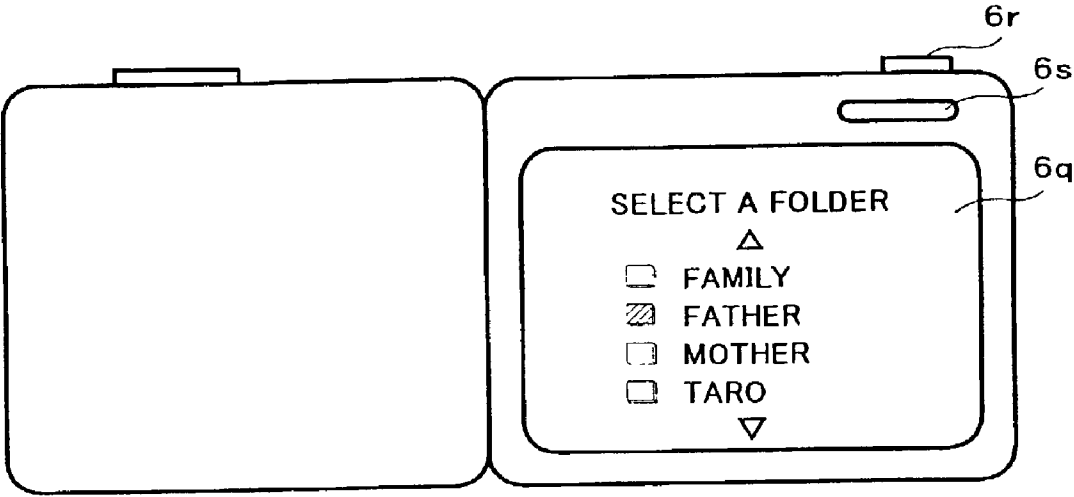 6r
6s
6q
SELECT A FOLDER
FAMILY
FATHER
MOTHER
TARO